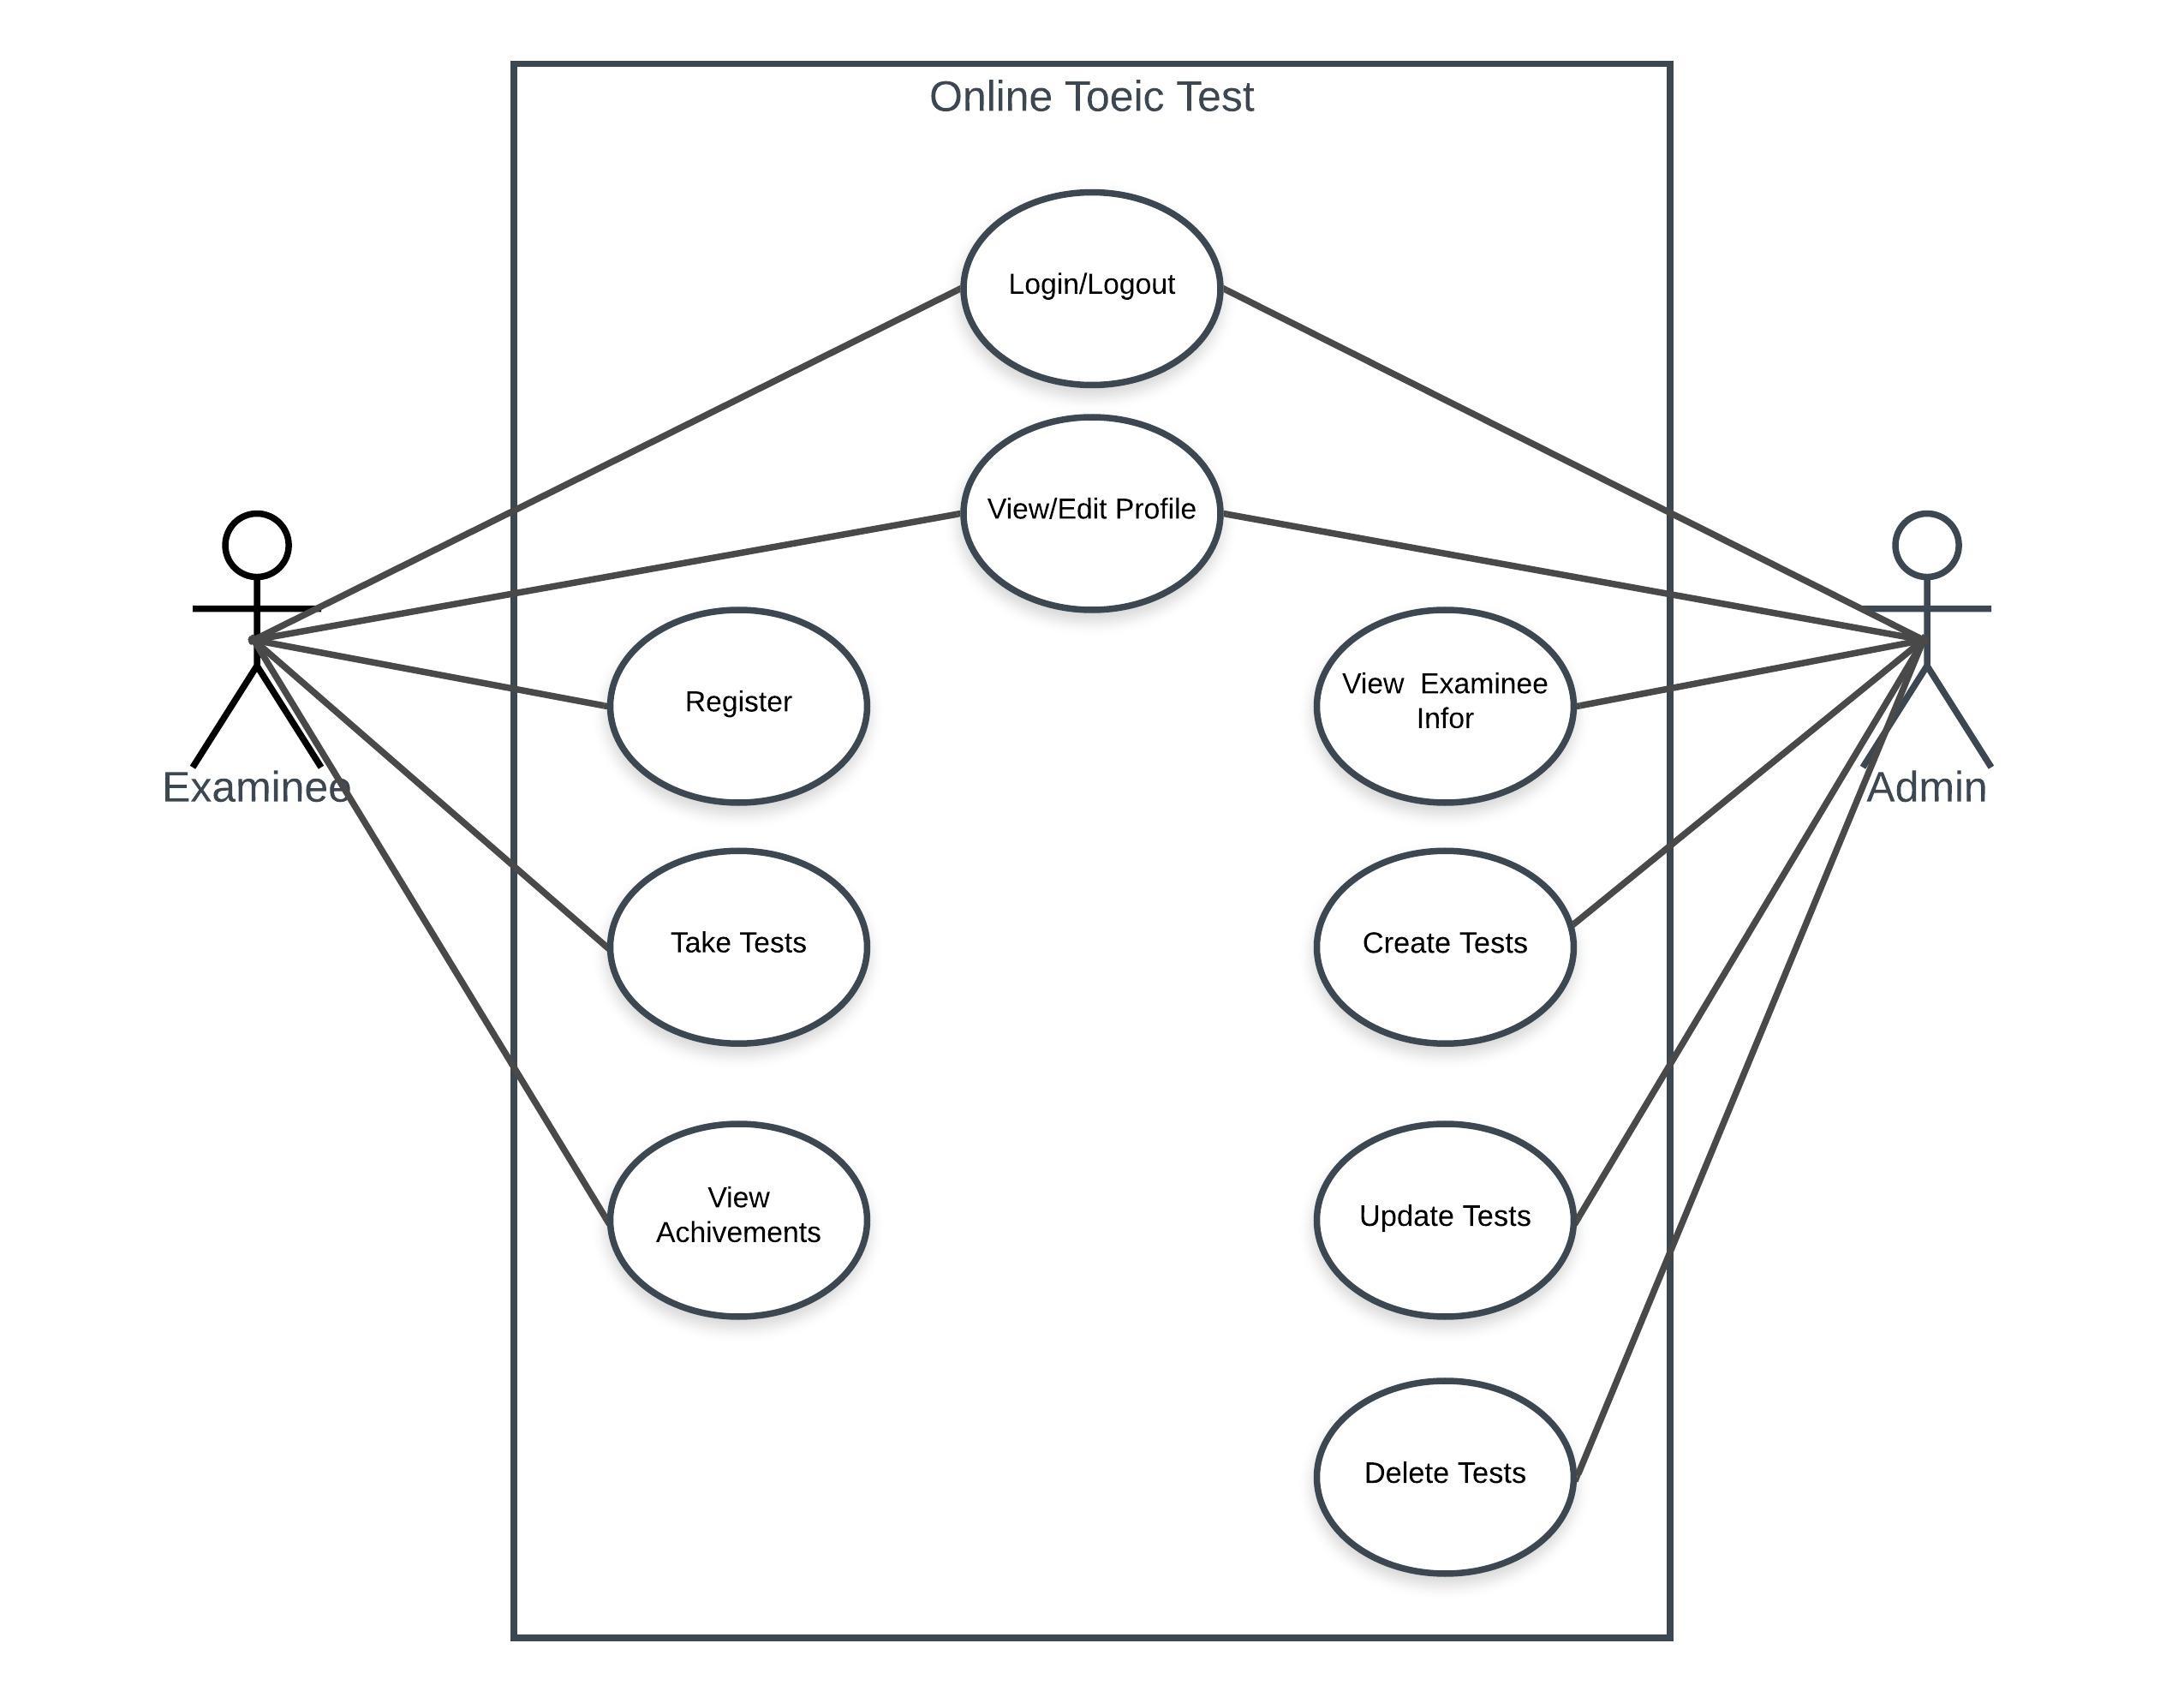 Online Toeic Test
Login/Logout
View/Edit Profile
Register
View  Examinee
Infor
Examinee
Admin
Take Tests
Create Tests
View
Achivements
Update Tests
Delete Tests